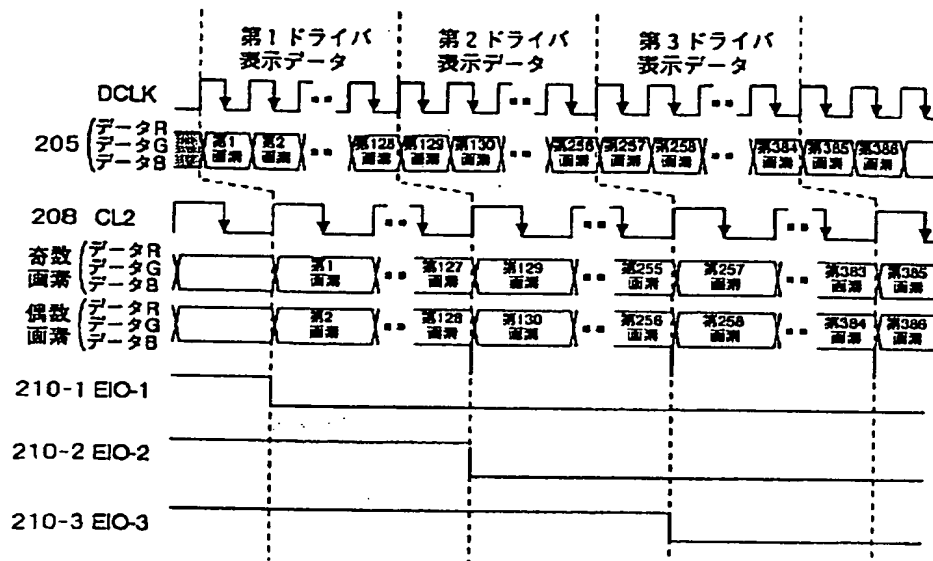 第1ドライバ 表示データ
第2ドライバ 表示データ
第3ドライバ 表示データ
DCLK
205 データR データG データB
第1画素 第2画素 第128画素 第129画素 第130画素 第256画素 第257画素 第258画素 第384画素 第385画素 第386画素
208 CL2
奇数画素 データR データG データB
第1画素 第127画素 第129画素 第255画素 第257画素 第383画素 第385画素
偶数画素 データR データG データB
第2画素 第128画素 第130画素 第256画素 第258画素 第384画素 第386画素
210-1 EIO-1
210-2 EIO-2
210-3 EIO-3